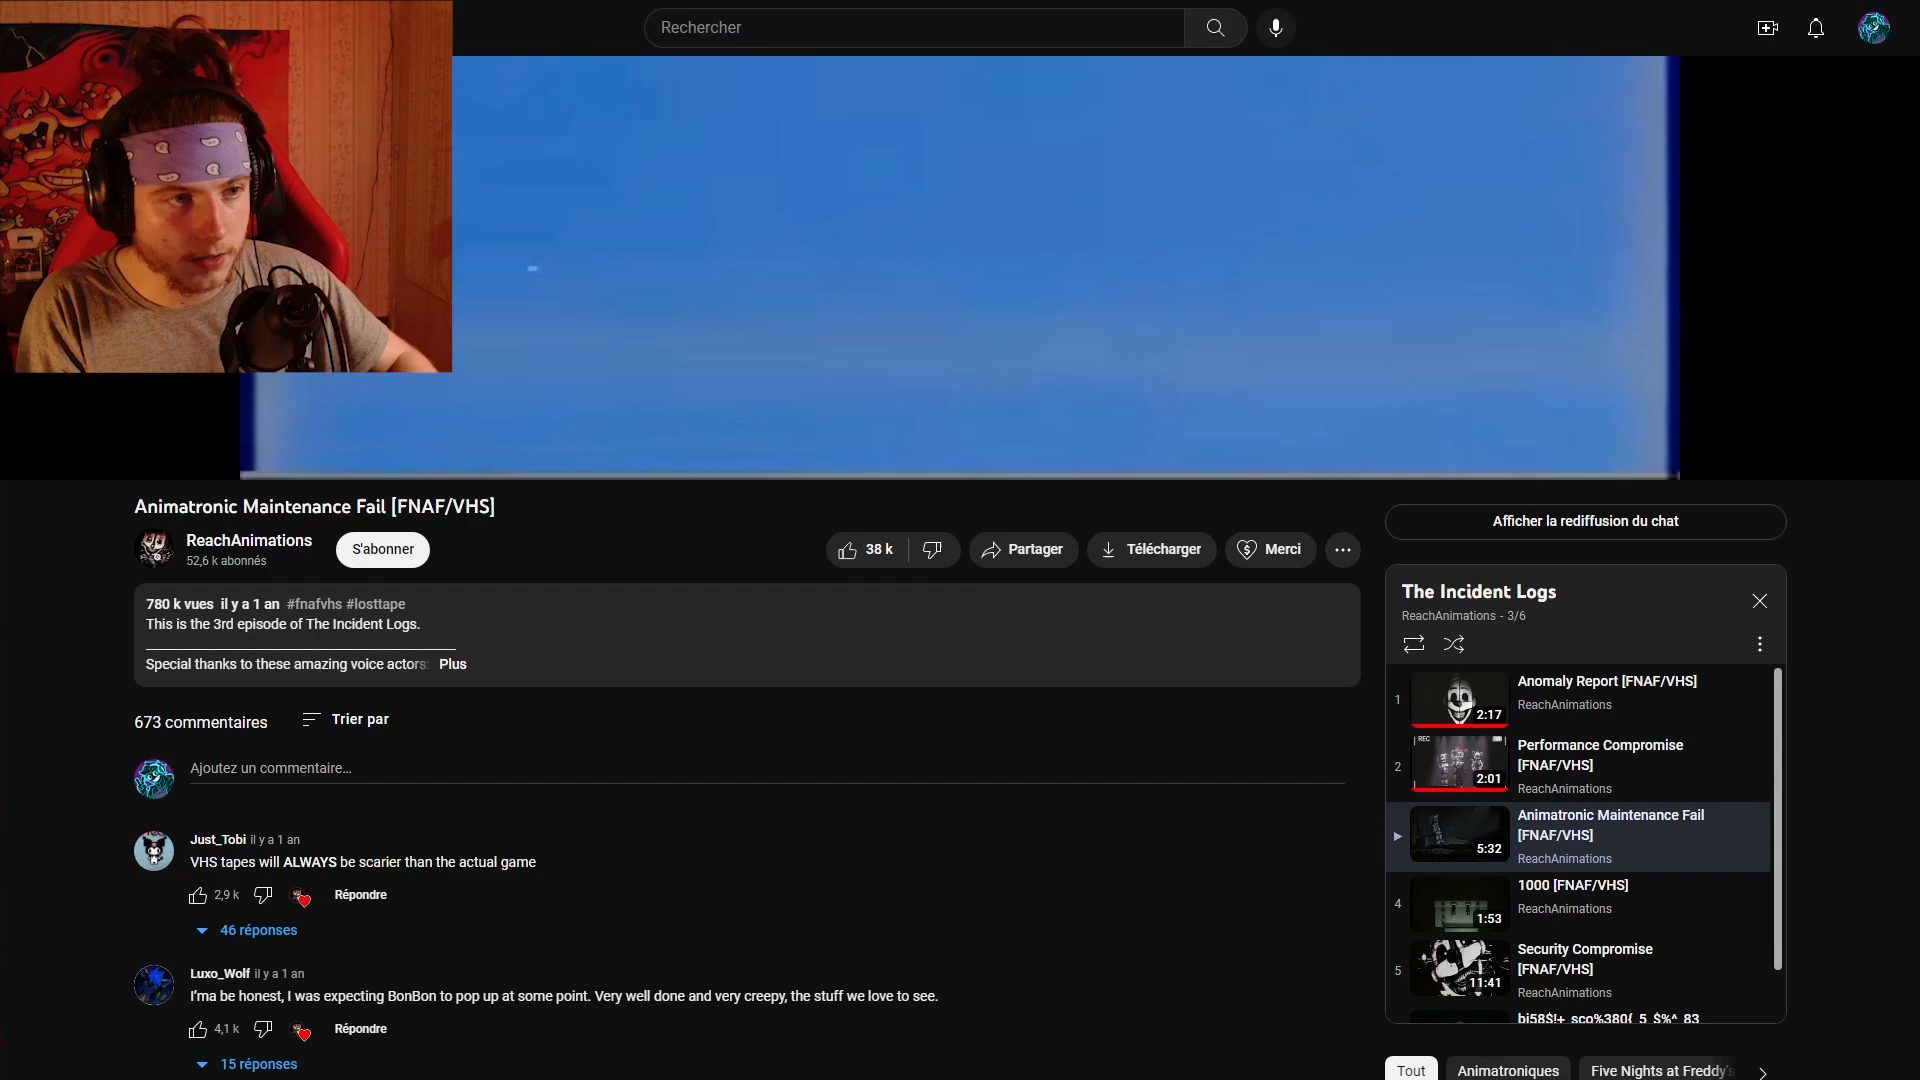 Rechercher
Animatronic Maintenance Fail [FNAF/VHS]
ReachAnimations
52,6 k abonnés
S'abonner
38 k
Partager
Télécharger
Merci
780 k vues il y a 1 an #fnafvhs #losttape
This is the 3rd episode of The Incident Logs.
Special thanks to these amazing voice actors: Plus
673 commentaires
Trier par
Ajoutez un commentaire...
Just_Tobi il y a 1 an
VHS tapes will ALWAYS be scarier than the actual game
2,9 k
Répondre
46 réponses
Luxo_Wolf il y a 1 an
I'ma be honest, I was expecting BonBon to pop up at some point. Very well done and very creepy, the stuff we love to see.
4,1 k
Répondre
15 réponses
Afficher la rediffusion du chat
The Incident Logs
ReachAnimations - 3/6
1
2:17
Anomaly Report [FNAF/VHS]
ReachAnimations
2
REC
2:01
Performance Compromise
[FNAF/VHS]
ReachAnimations
5:32
Animatronic Maintenance Fail
[FNAF/VHS]
ReachAnimations
4
1:53
1000 [FNAF/VHS]
ReachAnimations
5
11:41
Security Compromise
[FNAF/VHS]
ReachAnimations
Tout
Animatroniques
Five Nights at Freddy's